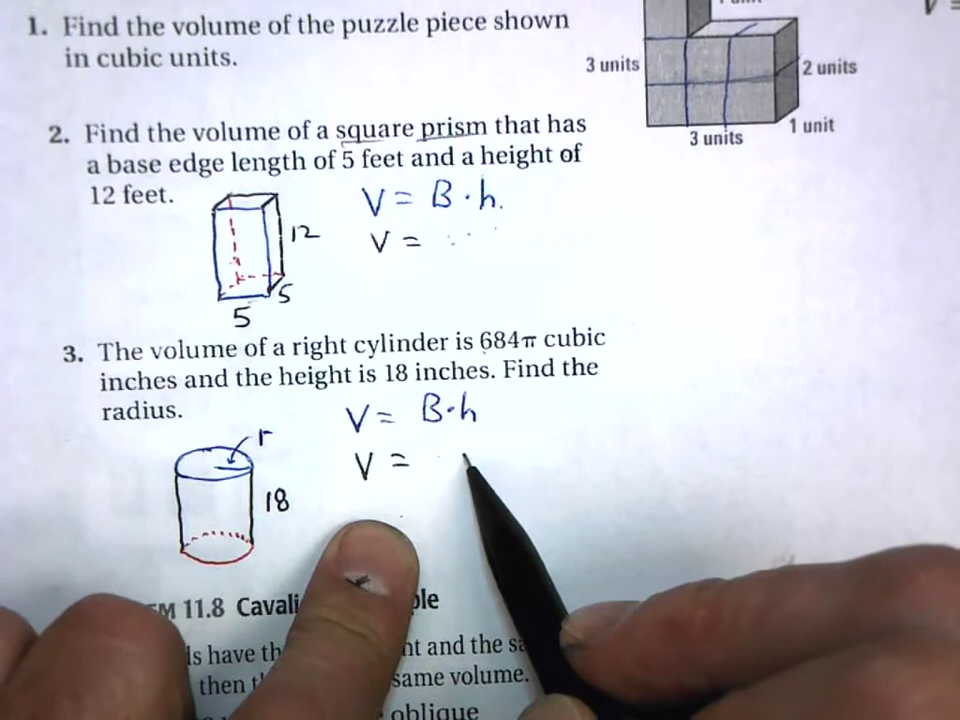 1. Find the volume of the puzzle piece shown
in cubic units.
3 units
2 units
1 unit
3 units
V =
2. Find the volume of a square prism that has
a base edge length of 5 feet and a height of
12 feet.
V = B · h.
12
V =
5
5
3. The volume of a right cylinder is 684π cubic
inches and the height is 18 inches. Find the
radius.
V = B·h
r
V =
18
11.8 Cavali
ple
have th
nt and the
then
same volume.
oblique